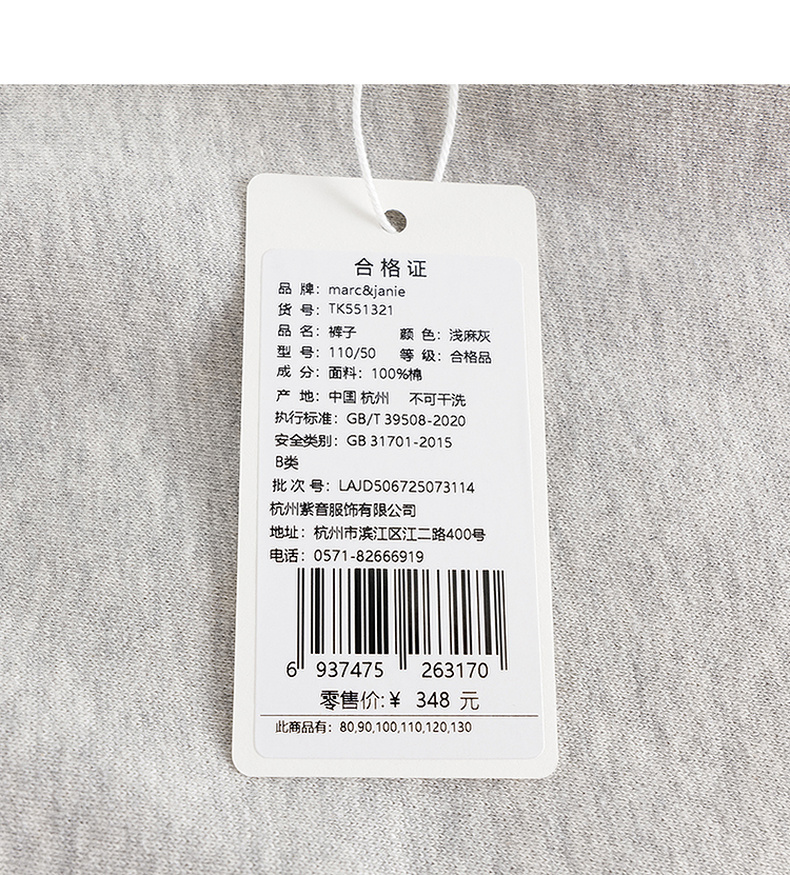 合格证
品 牌：marc&janie
货 号：TK551321
品 名：裤子 颜 色：浅麻灰
型 号：110/50 等 级：合格品
成 分：面料：100%棉
产 地：中国 杭州 不可干洗
执行标准：GB/T 39508-2020
安全类别：GB 31701-2015
B类
批 次 号：LAJD506725073114
杭州紫音服饰有限公司
地址：杭州市滨江区江二路400号
电话：0571-82666919
6 937475 263170
零售价:¥ 348 元
此商品有：80,90,100,110,120,130